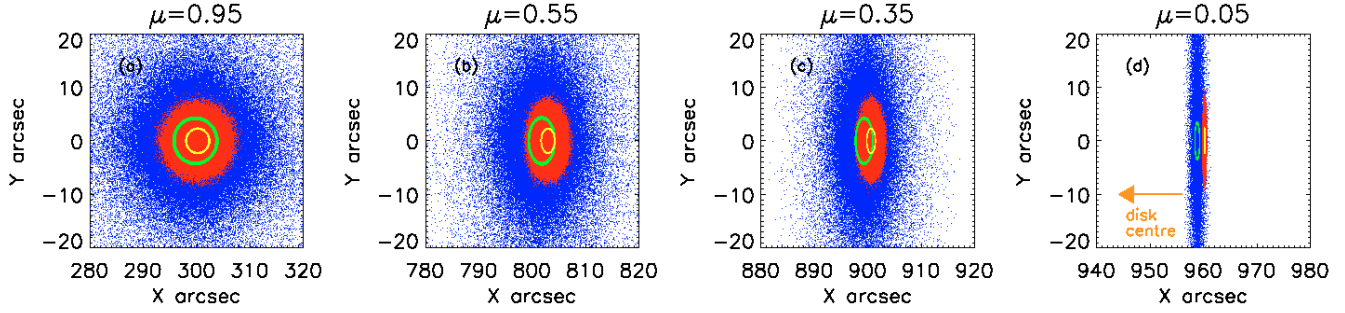 μ=0.95
20
10
0
−10
−20
Y arcsec
(a)
280 290 300 310 320
X arcsec
μ=0.55
20
10
0
−10
−20
Y arcsec
(b)
780 790 800 810 820
X arcsec
μ=0.35
20
10
0
−10
−20
Y arcsec
(c)
880 890 900 910 920
X arcsec
μ=0.05
20
10
0
−10
−20
Y arcsec
(d)
disk
centre
940 950 960 970 980
X arcsec